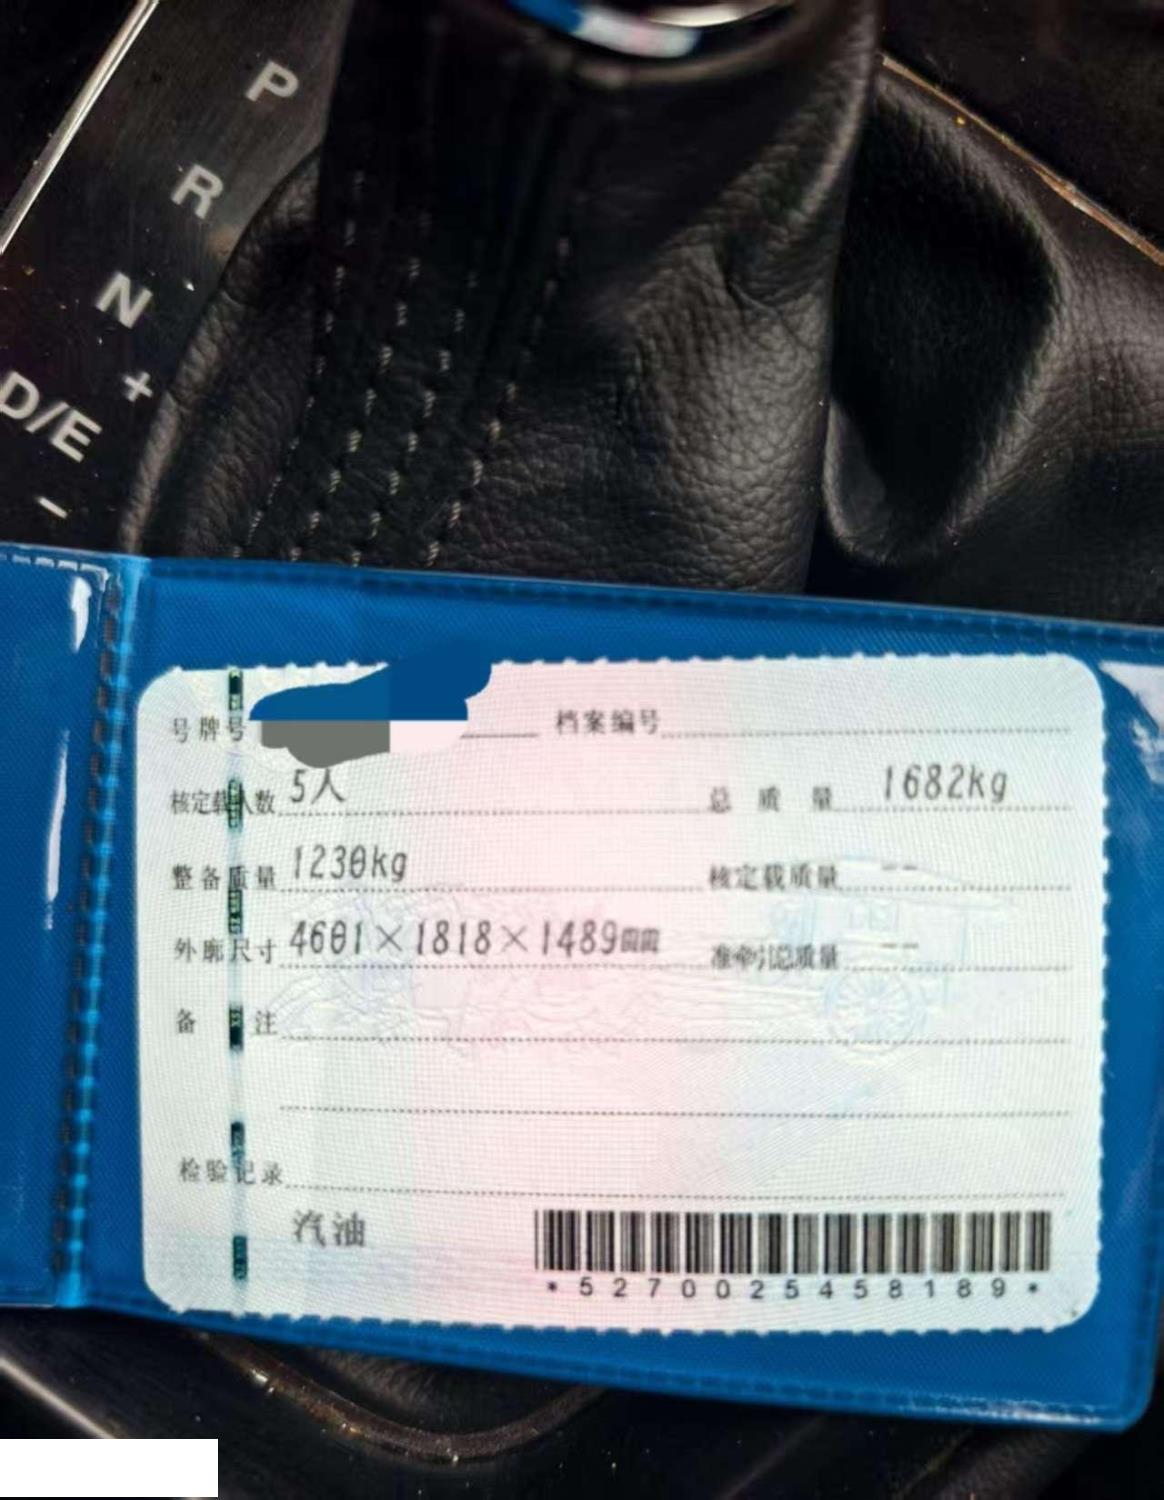 P
R
N
+
D/E
-
号牌号 档案编号
核定载人数 5人 总质量 1682kg
整备质量 1230kg 核定载质量 --
外廓尺寸 4601×1818×1489mm 准牵引总质量 --
备注
检验记录
汽油
*5270025458189*